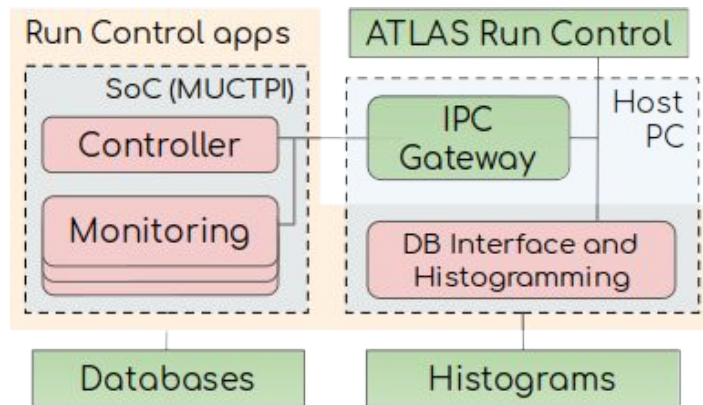 Run Control apps
ATLAS Run Control
SoC (MUCTPI)
Host
PC
Controller
IPC
Gateway
Monitoring
DB Interface and
Histogramming
Databases
Histograms